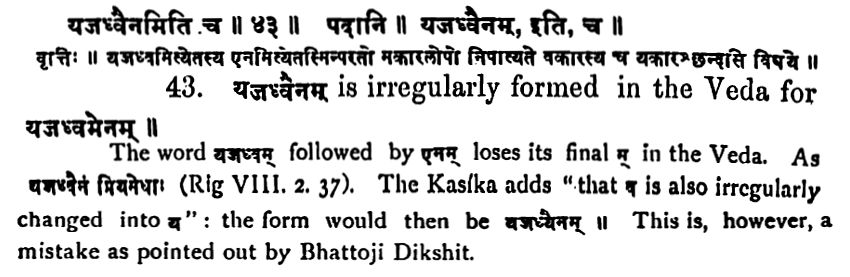 यजध्वैनमिति च ॥ ४३ ॥ पदानि ॥ यजध्वैनम्, इति, च ॥
वृत्तिः ॥ यजध्वमित्येतस्य एनमित्येतस्मिन्परतो मकारलोपो निपात्यते वकारस्य च यकारश्छन्दसि विषये ॥
43. यजध्वैनम् is irregularly formed in the Veda for
यजध्वमेनम् ॥
The word यजध्वम् followed by एनम् loses its final म् in the Veda. As
यजध्वैनं प्रियमेधाः (Rig VIII. 2. 37). The Kasíka adds “that व is also irregularly
changed into य”: the form would then be यजध्यैनम् ॥ This is, however, a
mistake as pointed out by Bhattoji Dikshit.